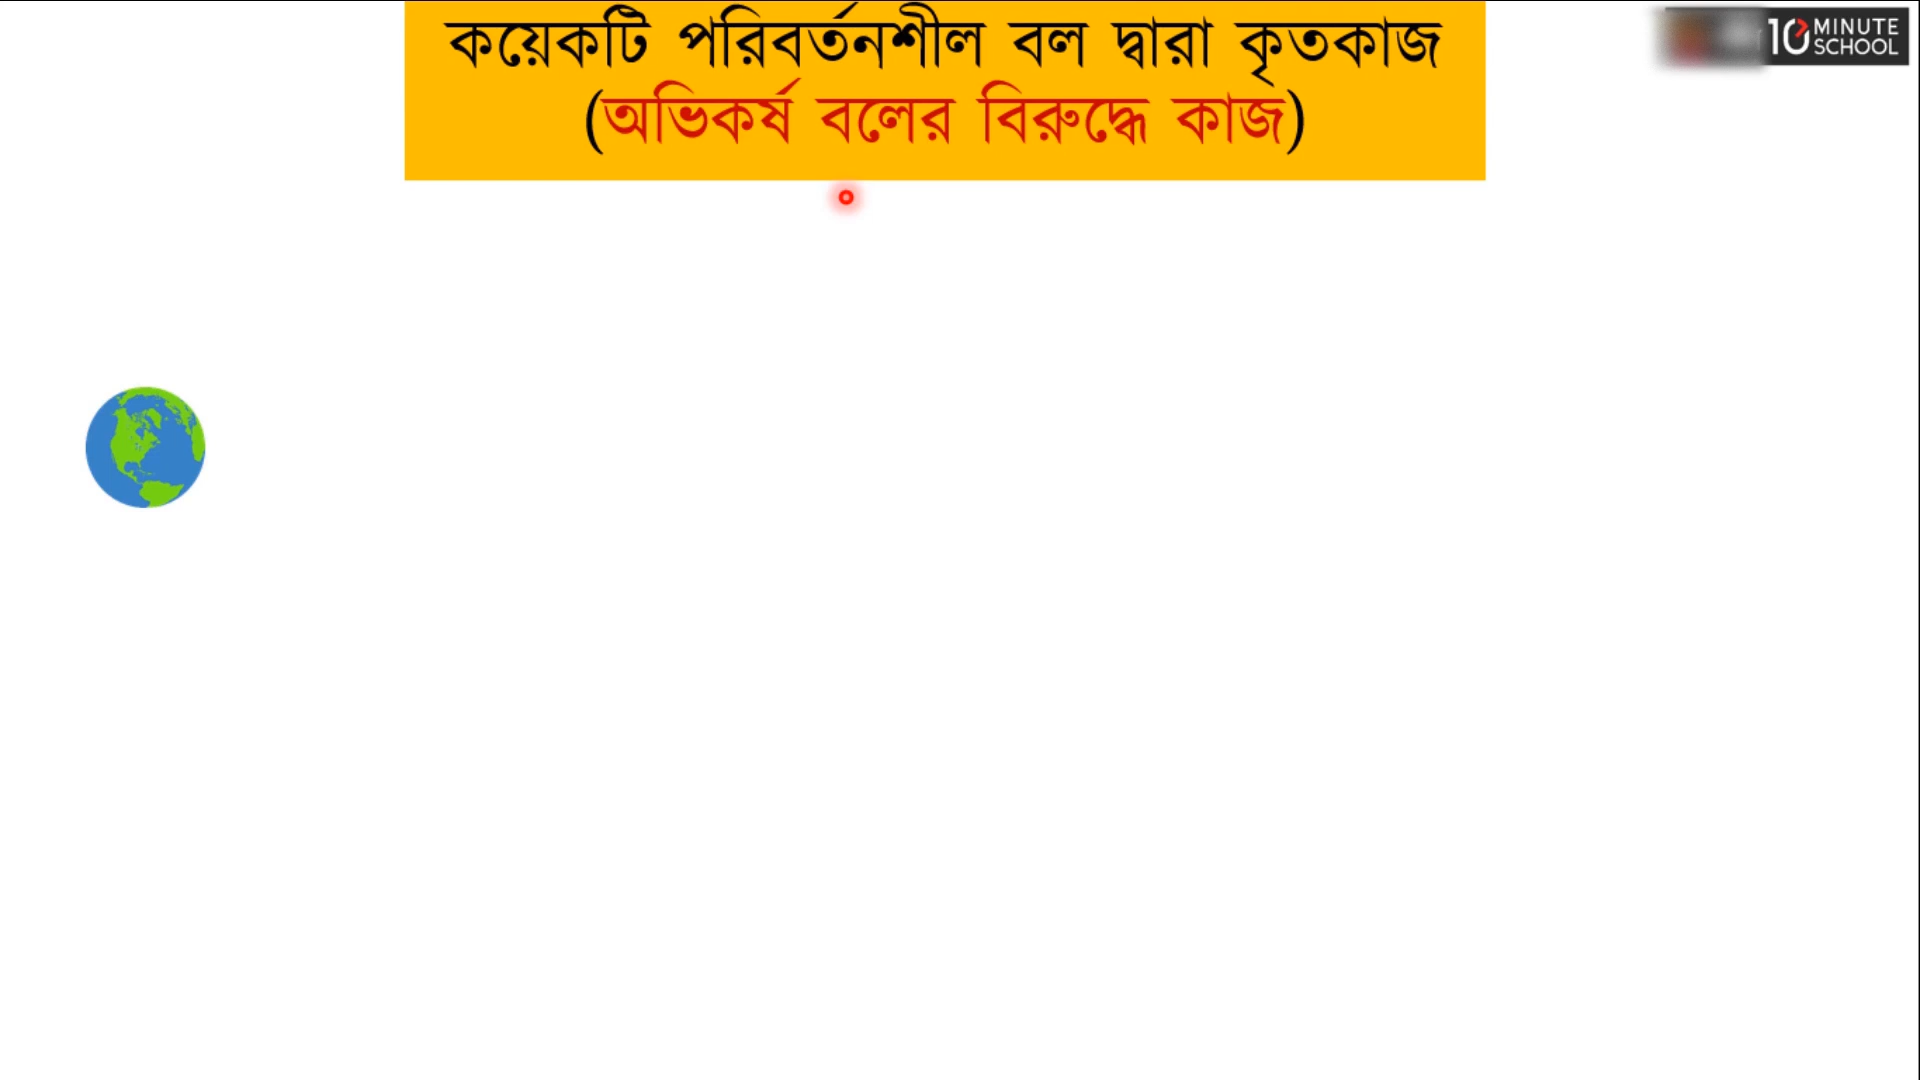 কয়েকটি পরিবর্তনশীল বল দ্বারা কৃতকাজ
(অভিকর্ষ বলের বিরুদ্ধে কাজ)
10 MINUTE
SCHOOL